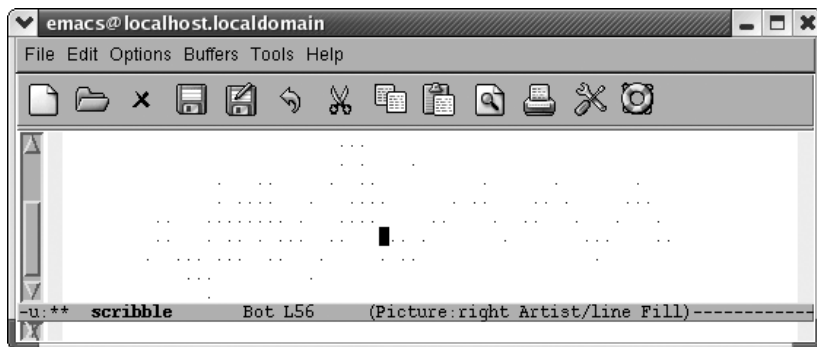 emacs@localhost.localdomain
File Edit Options Buffers Tools Help
-u:** scribble Bot L56 (Picture:right Artist/line Fill)------------